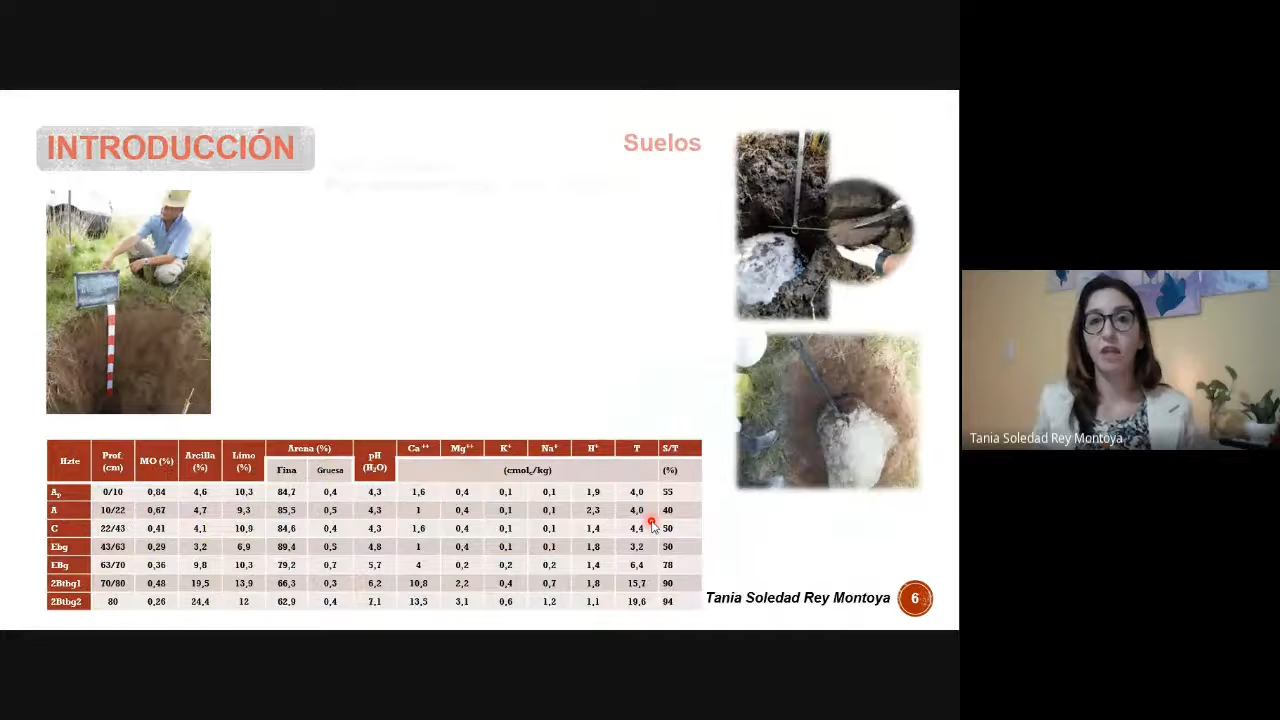 INTRODUCCIÓN
Suelos
Hzte Prof. (cm) MO (%) Arcilla (%) Limo (%) Arena (%) pH (H₂O) Ca⁺⁺ Mg⁺⁺ K⁺ Na⁺ H⁺ T S/T
Fina Gruesa (cmolc/kg) (%)
Ap 0/10 0,84 4,6 10,3 84,7 0,4 4,3 1,6 0,4 0,1 0,1 1,9 4,0 55
A 10/22 0,67 4,7 9,3 85,5 0,5 4,3 1 0,4 0,1 0,1 2,3 4,0 40
C 22/43 0,41 4,1 10,9 84,6 0,4 4,3 1,6 0,4 0,1 0,1 1,4 4,4 50
Ebg 43/63 0,29 3,2 6,9 89,4 0,5 4,8 1 0,4 0,1 0,1 1,8 3,2 50
EBg 63/70 0,36 9,8 10,3 79,2 0,7 5,7 4 0,2 0,2 0,2 1,4 6,4 78
2Btbg1 70/80 0,48 19,5 13,9 66,3 0,3 6,2 10,8 2,2 0,4 0,7 1,8 15,7 90
2Btbg2 80 0,26 24,4 12 62,9 0,4 7,1 13,5 3,1 0,6 1,2 1,1 19,6 94
Tania Soledad Rey Montoya
6
Tania Soledad Rey Montoya